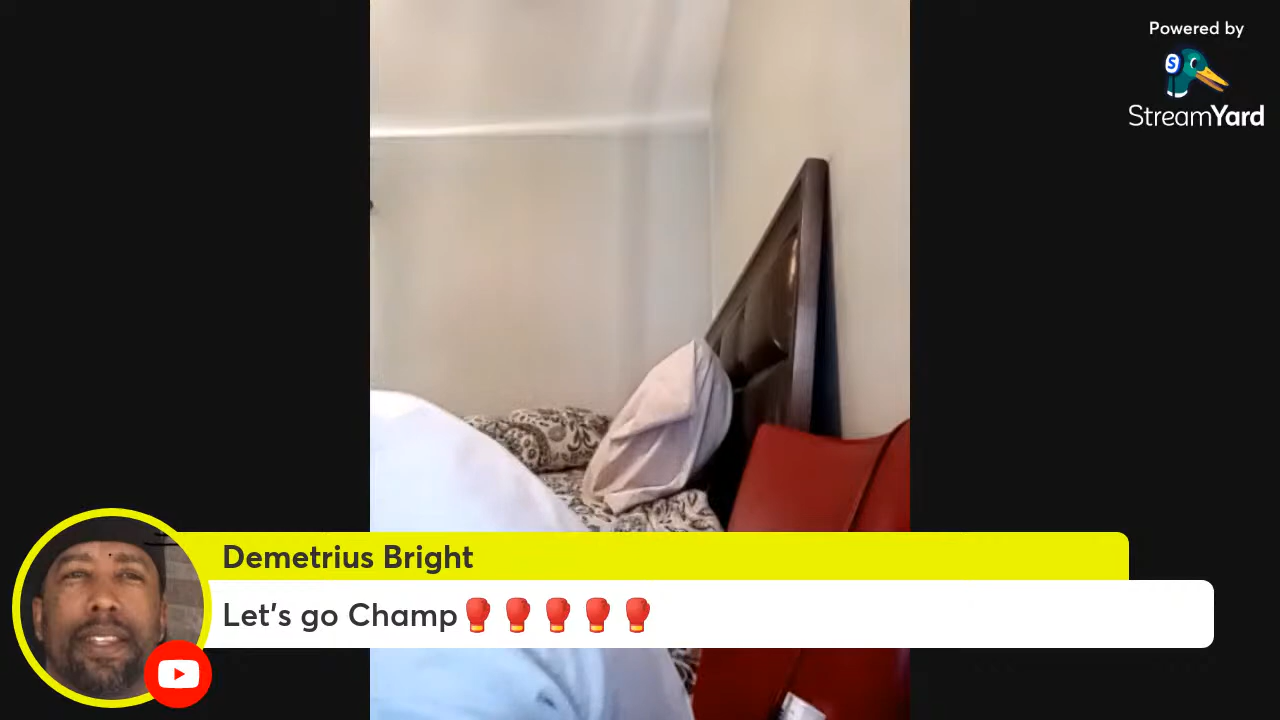 Powered by
S
StreamYard
Demetrius Bright
Let's go Champ🥊🥊🥊🥊🥊